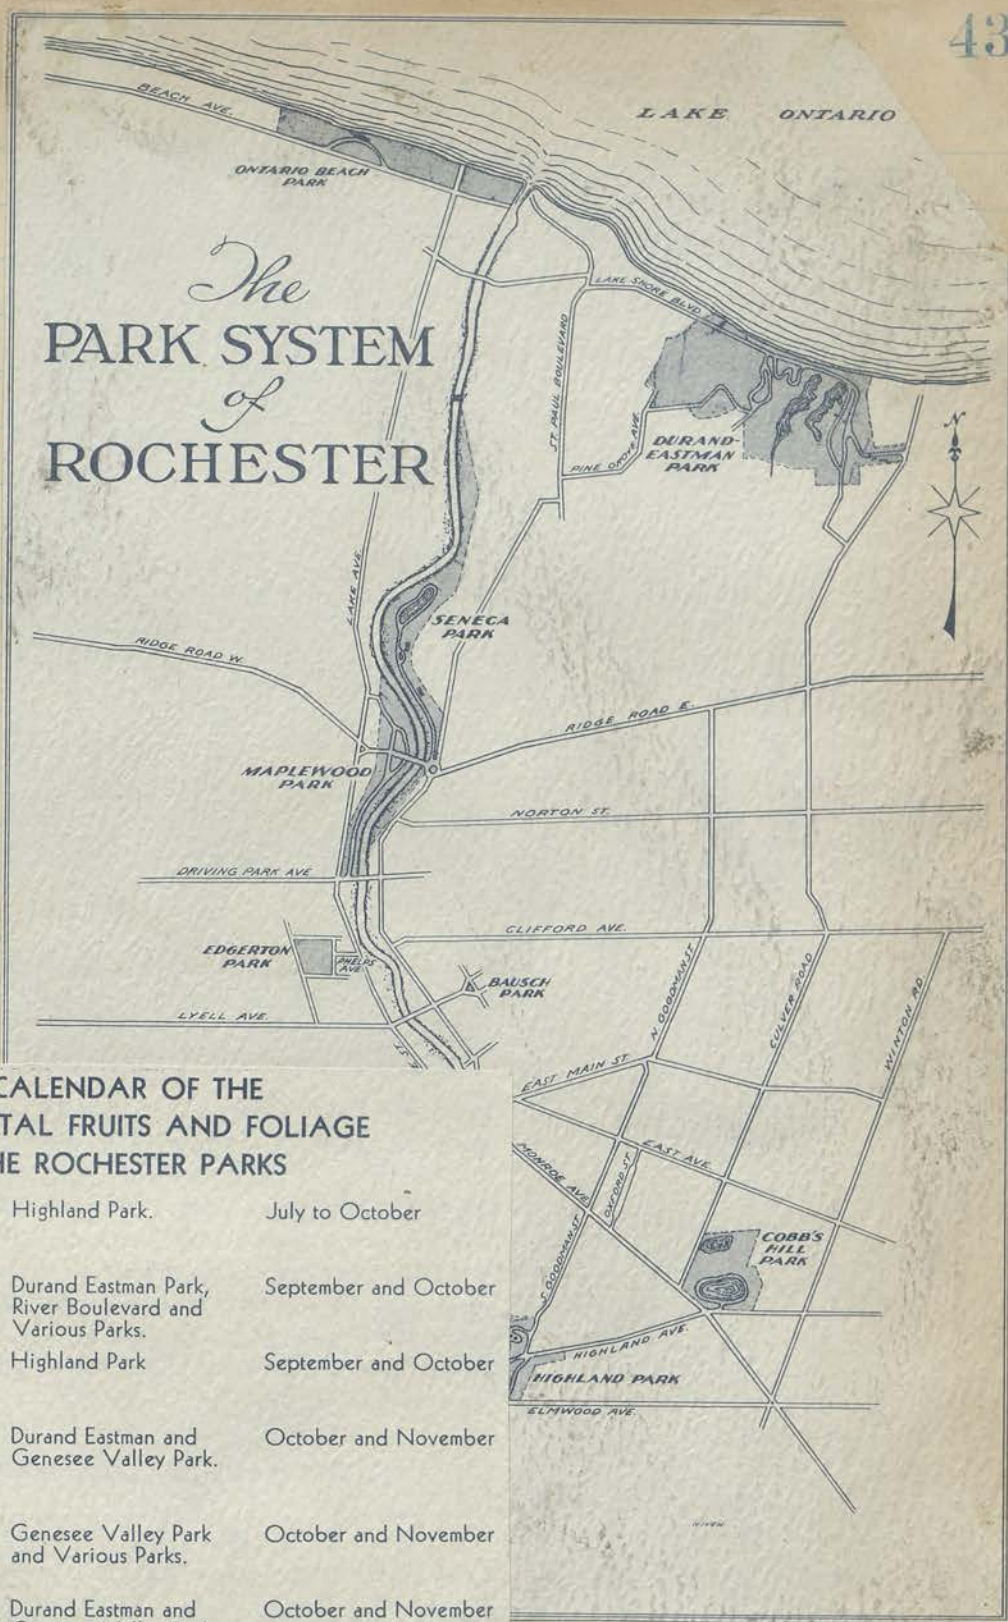 43
LAKE ONTARIO
BEACH AVE.
ONTARIO BEACH
PARK
The
PARK SYSTEM
of
ROCHESTER
LAKE SHORE BLVD.
ST. PAUL BOULEVARD
PINE GROVE AVE.
DURAND-
EASTMAN
PARK
N
LAKE AVE.
SENECA
PARK
RIDGE ROAD W.
RIDGE ROAD E.
MAPLEWOOD
PARK
NORTON ST.
DRIVING PARK AVE
CLIFFORD AVE.
EDGERTON
PARK
PHELPS
AVE.
BAUSCH
PARK
LYELL AVE.
N GOODMAN ST
CULVER ROAD
WINTON RD
EAST MAIN ST.
EAST AVE.
MONROE AVE.
OXFORD ST.
S GOODMAN ST.
COBB'S
HILL
PARK
HIGHLAND AVE.
HIGHLAND PARK
ELMWOOD AVE.
CALENDAR OF THE
TAL FRUITS AND FOLIAGE
HE ROCHESTER PARKS
Highland Park. July to October
Durand Eastman Park, September and October
River Boulevard and
Various Parks.
Highland Park September and October
Durand Eastman and October and November
Genesee Valley Park.
Genesee Valley Park October and November
and Various Parks.
Durand Eastman and October and November